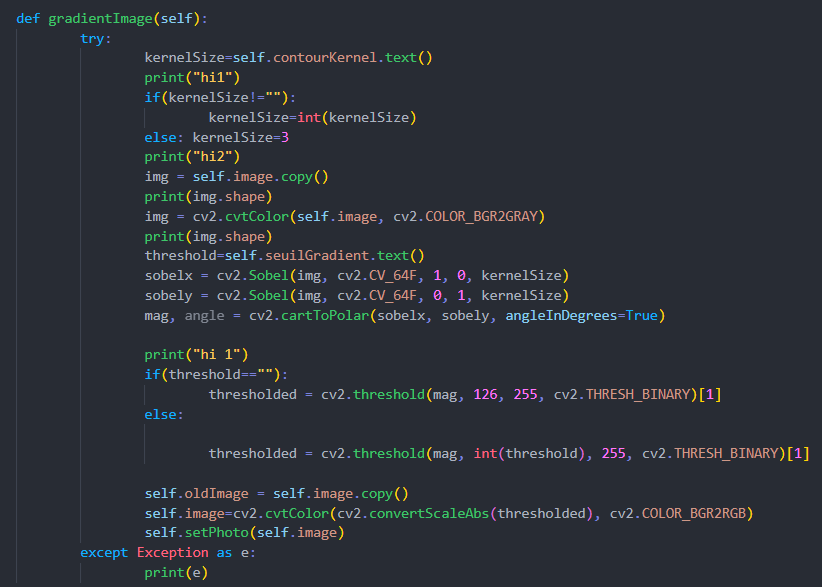 def gradientImage(self):
        try:
                kernelSize=self.contourKernel.text()
                print("hi1")
                if(kernelSize!=""):
                        kernelSize=int(kernelSize)
                else: kernelSize=3
                print("hi2")
                img = self.image.copy()
                print(img.shape)
                img = cv2.cvtColor(self.image, cv2.COLOR_BGR2GRAY)
                print(img.shape)
                threshold=self.seuilGradient.text()
                sobelx = cv2.Sobel(img, cv2.CV_64F, 1, 0, kernelSize)
                sobely = cv2.Sobel(img, cv2.CV_64F, 0, 1, kernelSize)
                mag, angle = cv2.cartToPolar(sobelx, sobely, angleInDegrees=True)

                print("hi 1")
                if(threshold==""):
                        thresholded = cv2.threshold(mag, 126, 255, cv2.THRESH_BINARY)[1]
                else:

                        thresholded = cv2.threshold(mag, int(threshold), 255, cv2.THRESH_BINARY)[1]

                self.oldImage = self.image.copy()
                self.image=cv2.cvtColor(cv2.convertScaleAbs(thresholded), cv2.COLOR_BGR2RGB)
                self.setPhoto(self.image)
        except Exception as e:
                print(e)